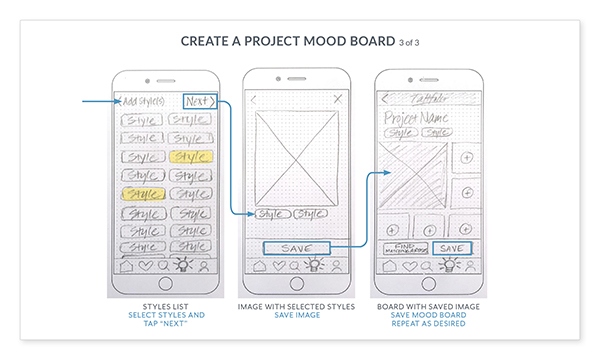 CREATE A PROJECT MOOD BOARD 3 of 3
Add Style(s) Next
Style Style
Style Style
Style Style
Style Style
Style Style
Style Style
Style Style
Style Style
STYLES LIST
SELECT STYLES AND
TAP “NEXT”
Style Style
SAVE
IMAGE WITH SELECTED STYLES
SAVE IMAGE
Project Name
Style Style
FIND
SAVE
BOARD WITH SAVED IMAGE
SAVE MOOD BOARD
REPEAT AS DESIRED